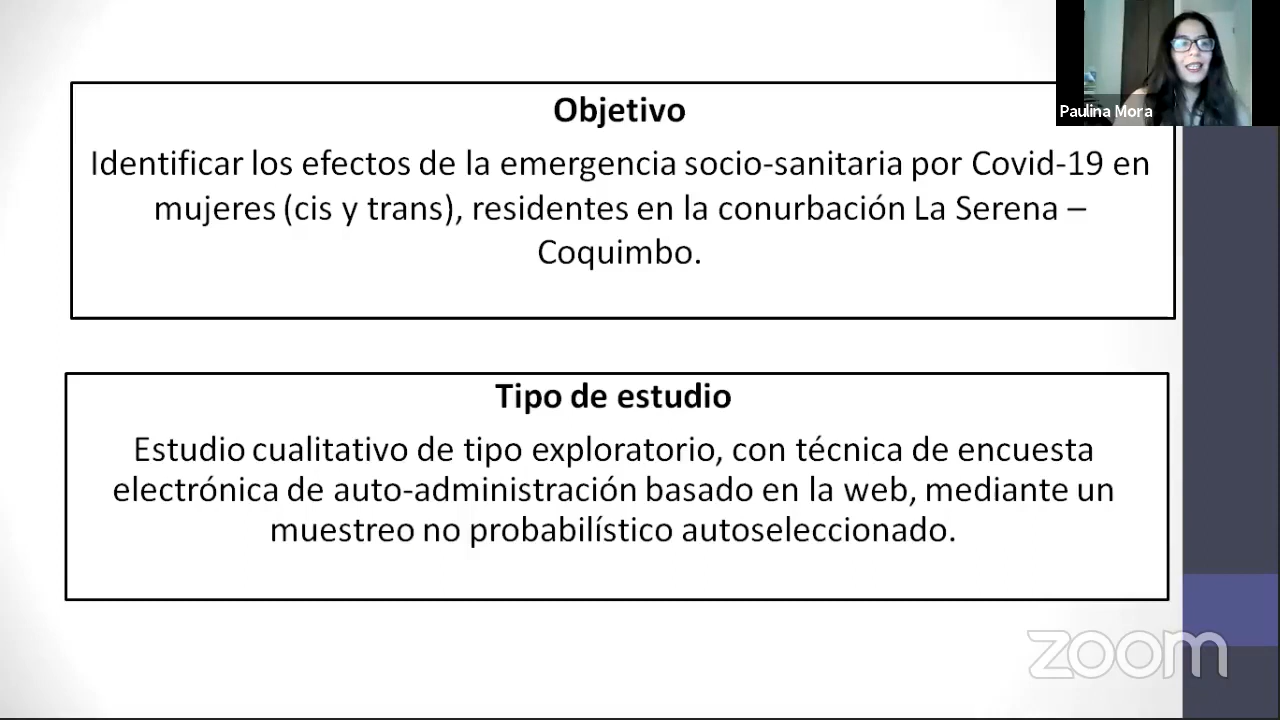 Objetivo
Identificar los efectos de la emergencia socio-sanitaria por Covid-19 en
mujeres (cis y trans), residentes en la conurbación La Serena –
Coquimbo.
Tipo de estudio
Estudio cualitativo de tipo exploratorio, con técnica de encuesta
electrónica de auto-administración basado en la web, mediante un
muestreo no probabilístico autoseleccionado.
Paulina Mora
zoom